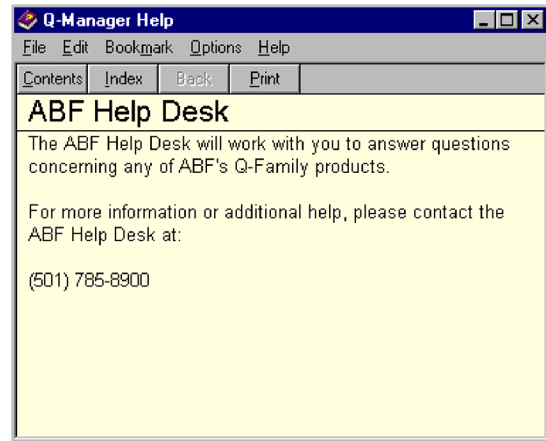 Q-Manager Help
File Edit Bookmark Options Help
Contents Index Back Print
ABF Help Desk
The ABF Help Desk will work with you to answer questions
concerning any of ABF's Q-Family products.
For more information or additional help, please contact the
ABF Help Desk at:
(501) 785-8900